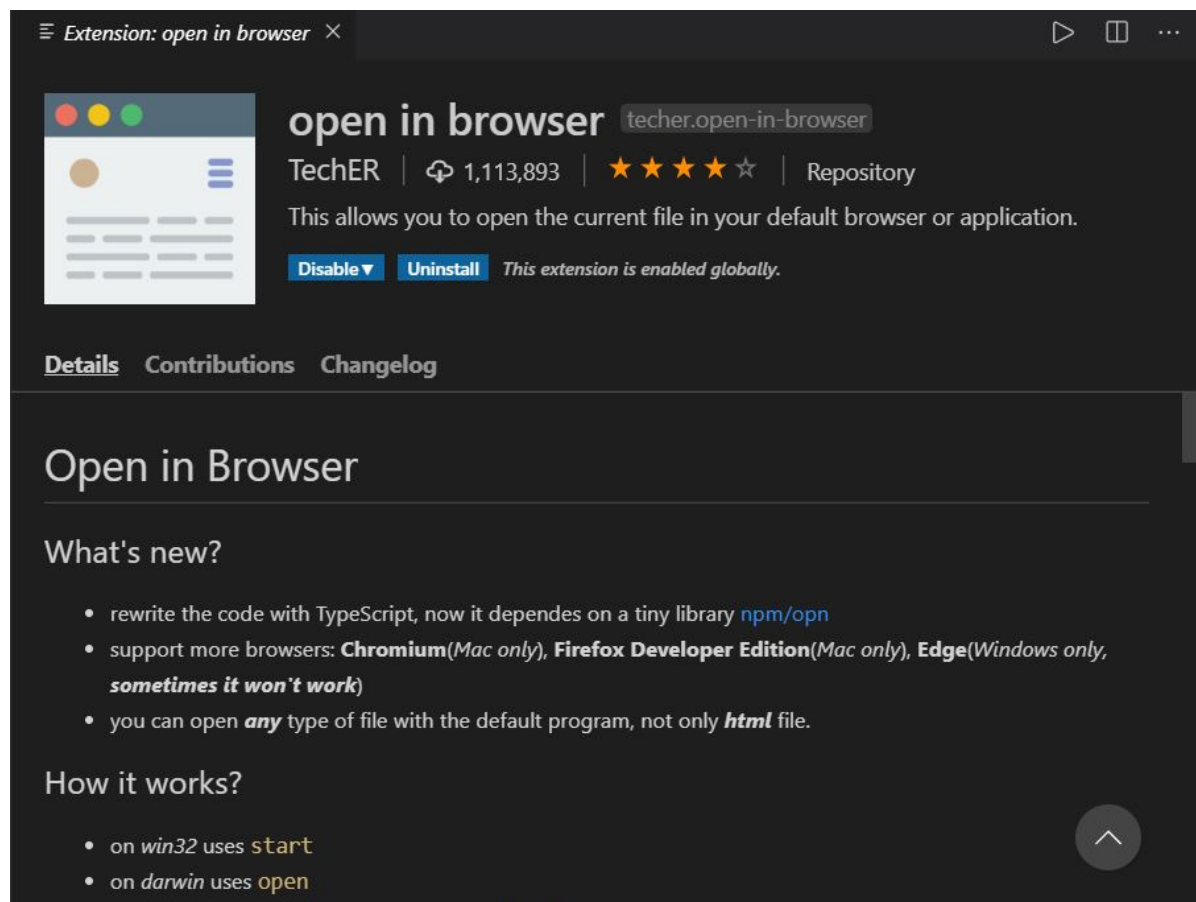 Extension: open in browser
open in browser techer.open-in-browser
TechER 1,113,893 Repository
This allows you to open the current file in your default browser or application.
Disable Uninstall This extension is enabled globally.
Details Contributions Changelog
Open in Browser
What's new?
rewrite the code with TypeScript, now it dependes on a tiny library npm/opn
support more browsers: Chromium(Mac only), Firefox Developer Edition(Mac only), Edge(Windows only,
sometimes it won't work)
you can open any type of file with the default program, not only html file.
How it works?
on win32 uses start
on darwin uses open